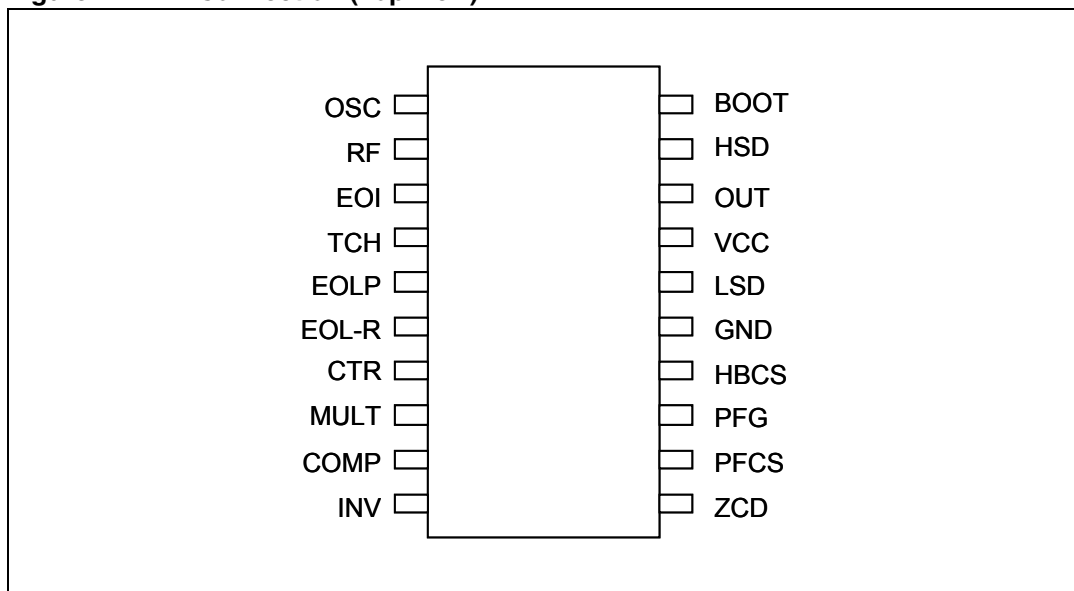 OSC
RF
EOI
TCH
EOLP
EOL-R
CTR
MULT
COMP
INV
BOOT
HSD
OUT
VCC
LSD
GND
HBCS
PFG
PFCS
ZCD